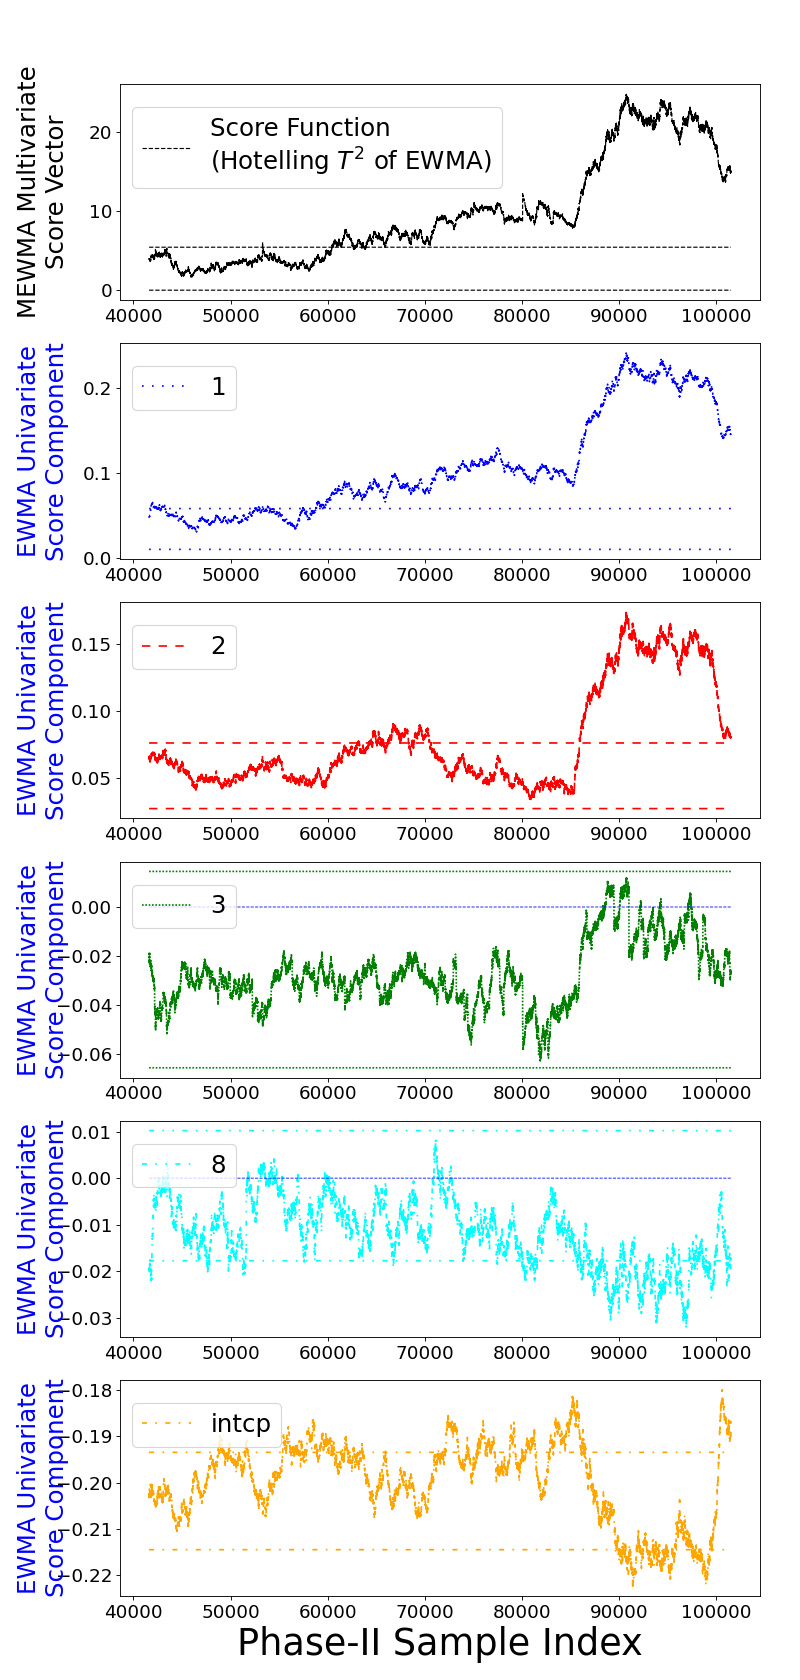 MEWMA Multivariate
Score Vector
20
10
0
Score Function
(Hotelling T² of EWMA)
40000 50000 60000 70000 80000 90000 100000
EWMA Univariate
Score Component
0.2
0.1
0.0
1
40000 50000 60000 70000 80000 90000 100000
EWMA Univariate
Score Component
0.15
0.10
0.05
2
40000 50000 60000 70000 80000 90000 100000
EWMA Univariate
Score Component
0.00
−0.02
−0.04
−0.06
3
40000 50000 60000 70000 80000 90000 100000
EWMA Univariate
Score Component
0.01
0.00
−0.01
−0.02
−0.03
8
40000 50000 60000 70000 80000 90000 100000
EWMA Univariate
Score Component
−0.18
−0.19
−0.20
−0.21
−0.22
intcp
40000 50000 60000 70000 80000 90000 100000
Phase-II Sample Index